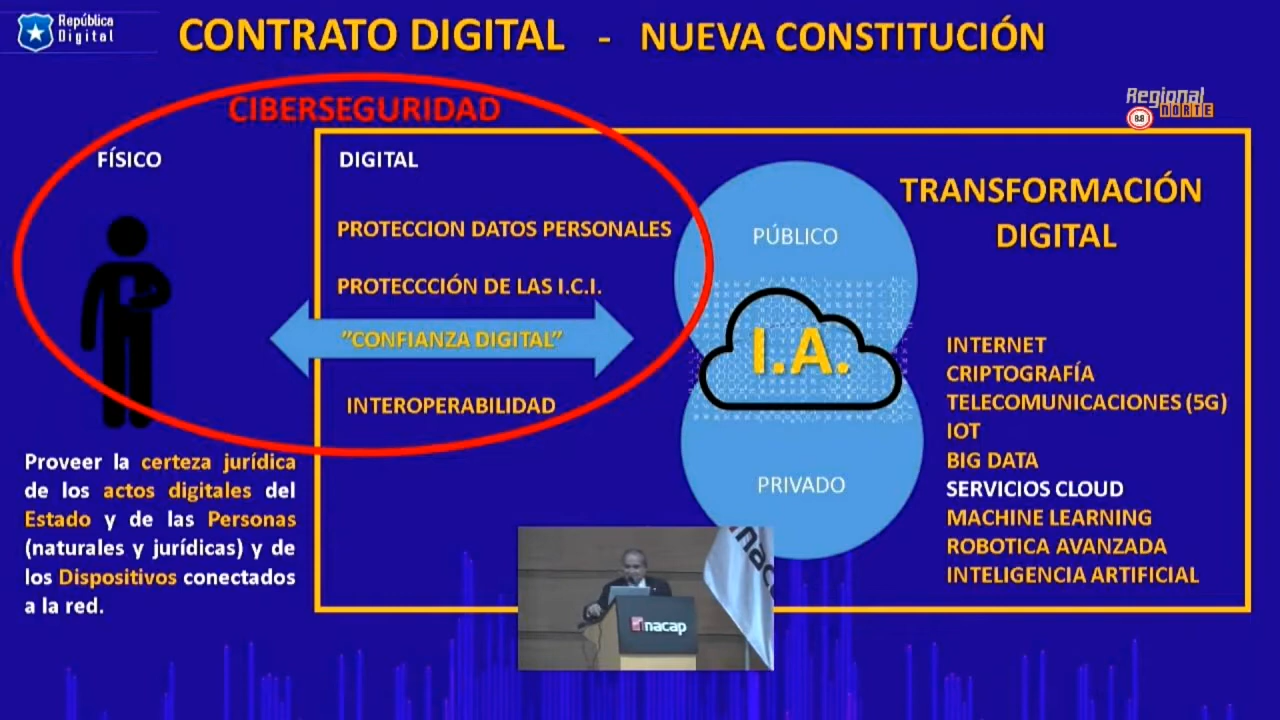 República
Digital
CONTRATO DIGITAL - NUEVA CONSTITUCIÓN
Regional
NORTE
88
CIBERSEGURIDAD
FÍSICO
DIGITAL
PROTECCION DATOS PERSONALES
PROTECCCIÓN DE LAS I.C.I.
"CONFIANZA DIGITAL"
INTEROPERABILIDAD
Proveer la certeza jurídica
de los actos digitales del
Estado y de las Personas
(naturales y jurídicas) y de
los Dispositivos conectados
a la red.
PÚBLICO
I.A.
PRIVADO
TRANSFORMACIÓN
DIGITAL
INTERNET
CRIPTOGRAFÍA
TELECOMUNICACIONES (5G)
IOT
BIG DATA
SERVICIOS CLOUD
MACHINE LEARNING
ROBOTICA AVANZADA
INTELIGENCIA ARTIFICIAL
inacap
nacap